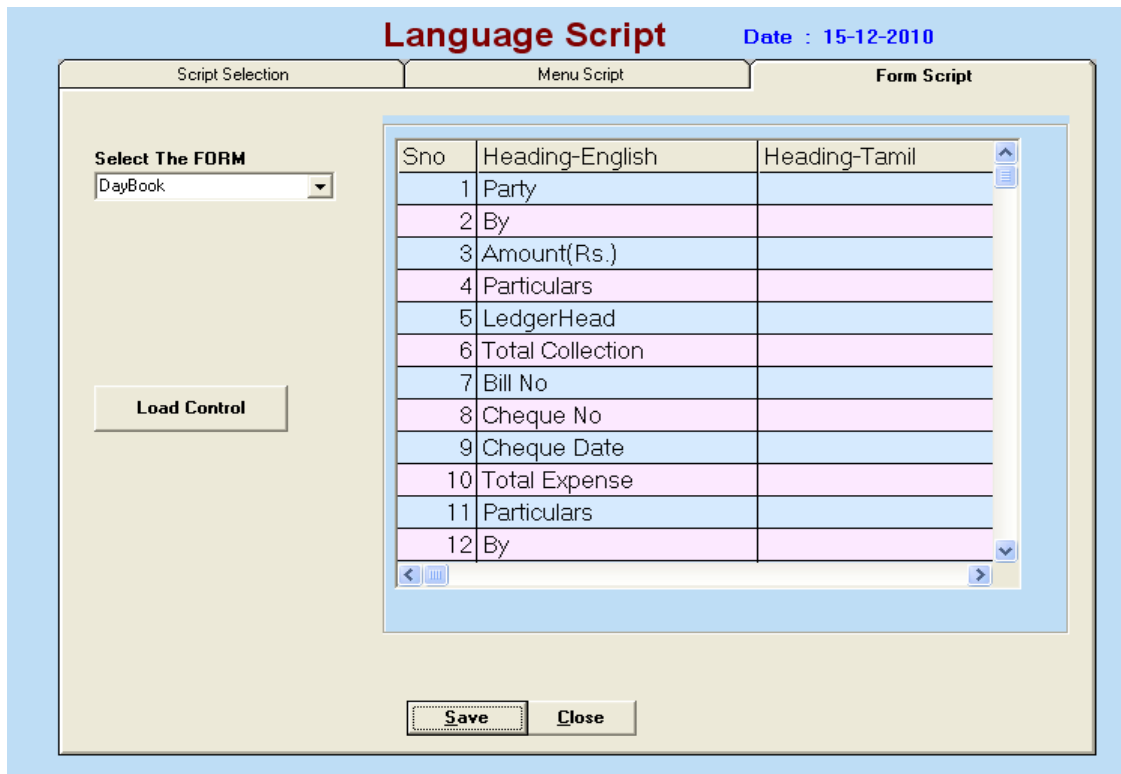 Language Script Date : 15-12-2010
Script Selection Menu Script Form Script
Select The FORM
DayBook
Load Control
Sno Heading-English Heading-Tamil
1 Party
2 By
3 Amount(Rs.)
4 Particulars
5 LedgerHead
6 Total Collection
7 Bill No
8 Cheque No
9 Cheque Date
10 Total Expense
11 Particulars
12 By
Save Close